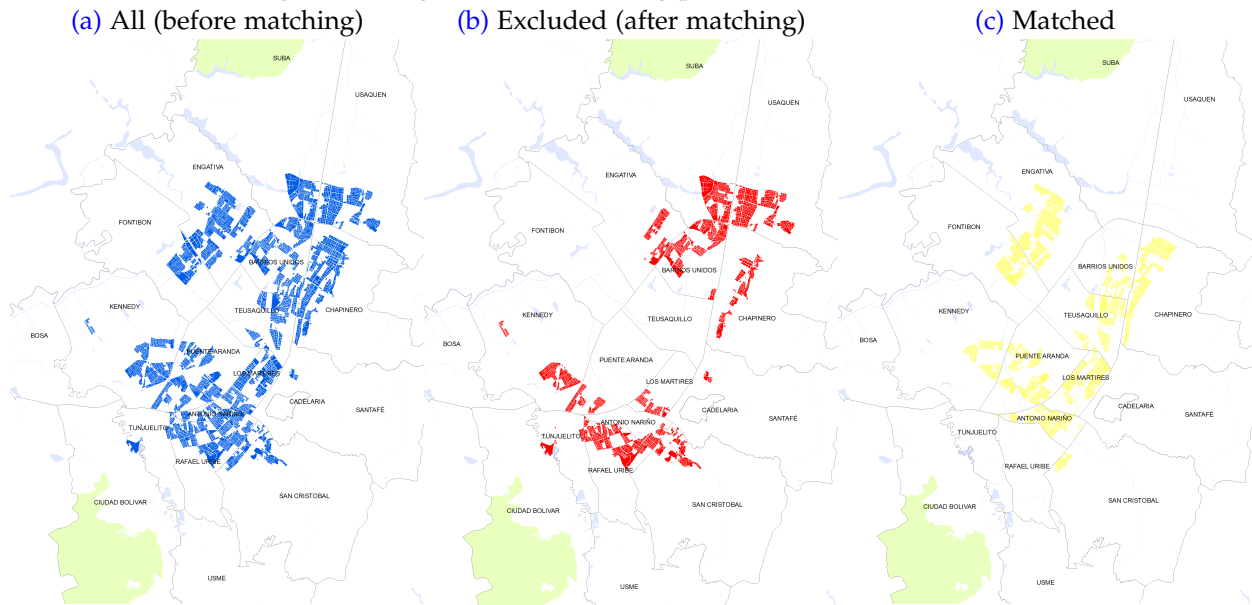 (a) All (before matching)
(b) Excluded (after matching)
(c) Matched
SUBA
USAQUEN
ENGATIVA
FONTIBON
BARRIOS UNIDOS
KENNEDY
TEUSAQUILLO
CHAPINERO
BOSA
PUENTE ARANDA
LOS MARTIRES
CADELARIA
SANTAFÉ
ANTONIO NARIÑO
TUNJUELITO
RAFAEL URIBE
SAN CRISTOBAL
CIUDAD BOLIVAR
USME
SUBA
USAQUEN
ENGATIVA
FONTIBON
BARRIOS UNIDOS
KENNEDY
TEUSAQUILLO
CHAPINERO
BOSA
PUENTE ARANDA
LOS MARTIRES
CADELARIA
SANTAFÉ
ANTONIO NARIÑO
TUNJUELITO
RAFAEL URIBE
SAN CRISTOBAL
CIUDAD BOLIVAR
USME
SUBA
USAQUEN
ENGATIVA
FONTIBON
BARRIOS UNIDOS
KENNEDY
TEUSAQUILLO
CHAPINERO
BOSA
PUENTE ARANDA
LOS MARTIRES
CADELARIA
SANTAFÉ
ANTONIO NARIÑO
TUNJUELITO
RAFAEL URIBE
SAN CRISTOBAL
CIUDAD BOLIVAR
USME